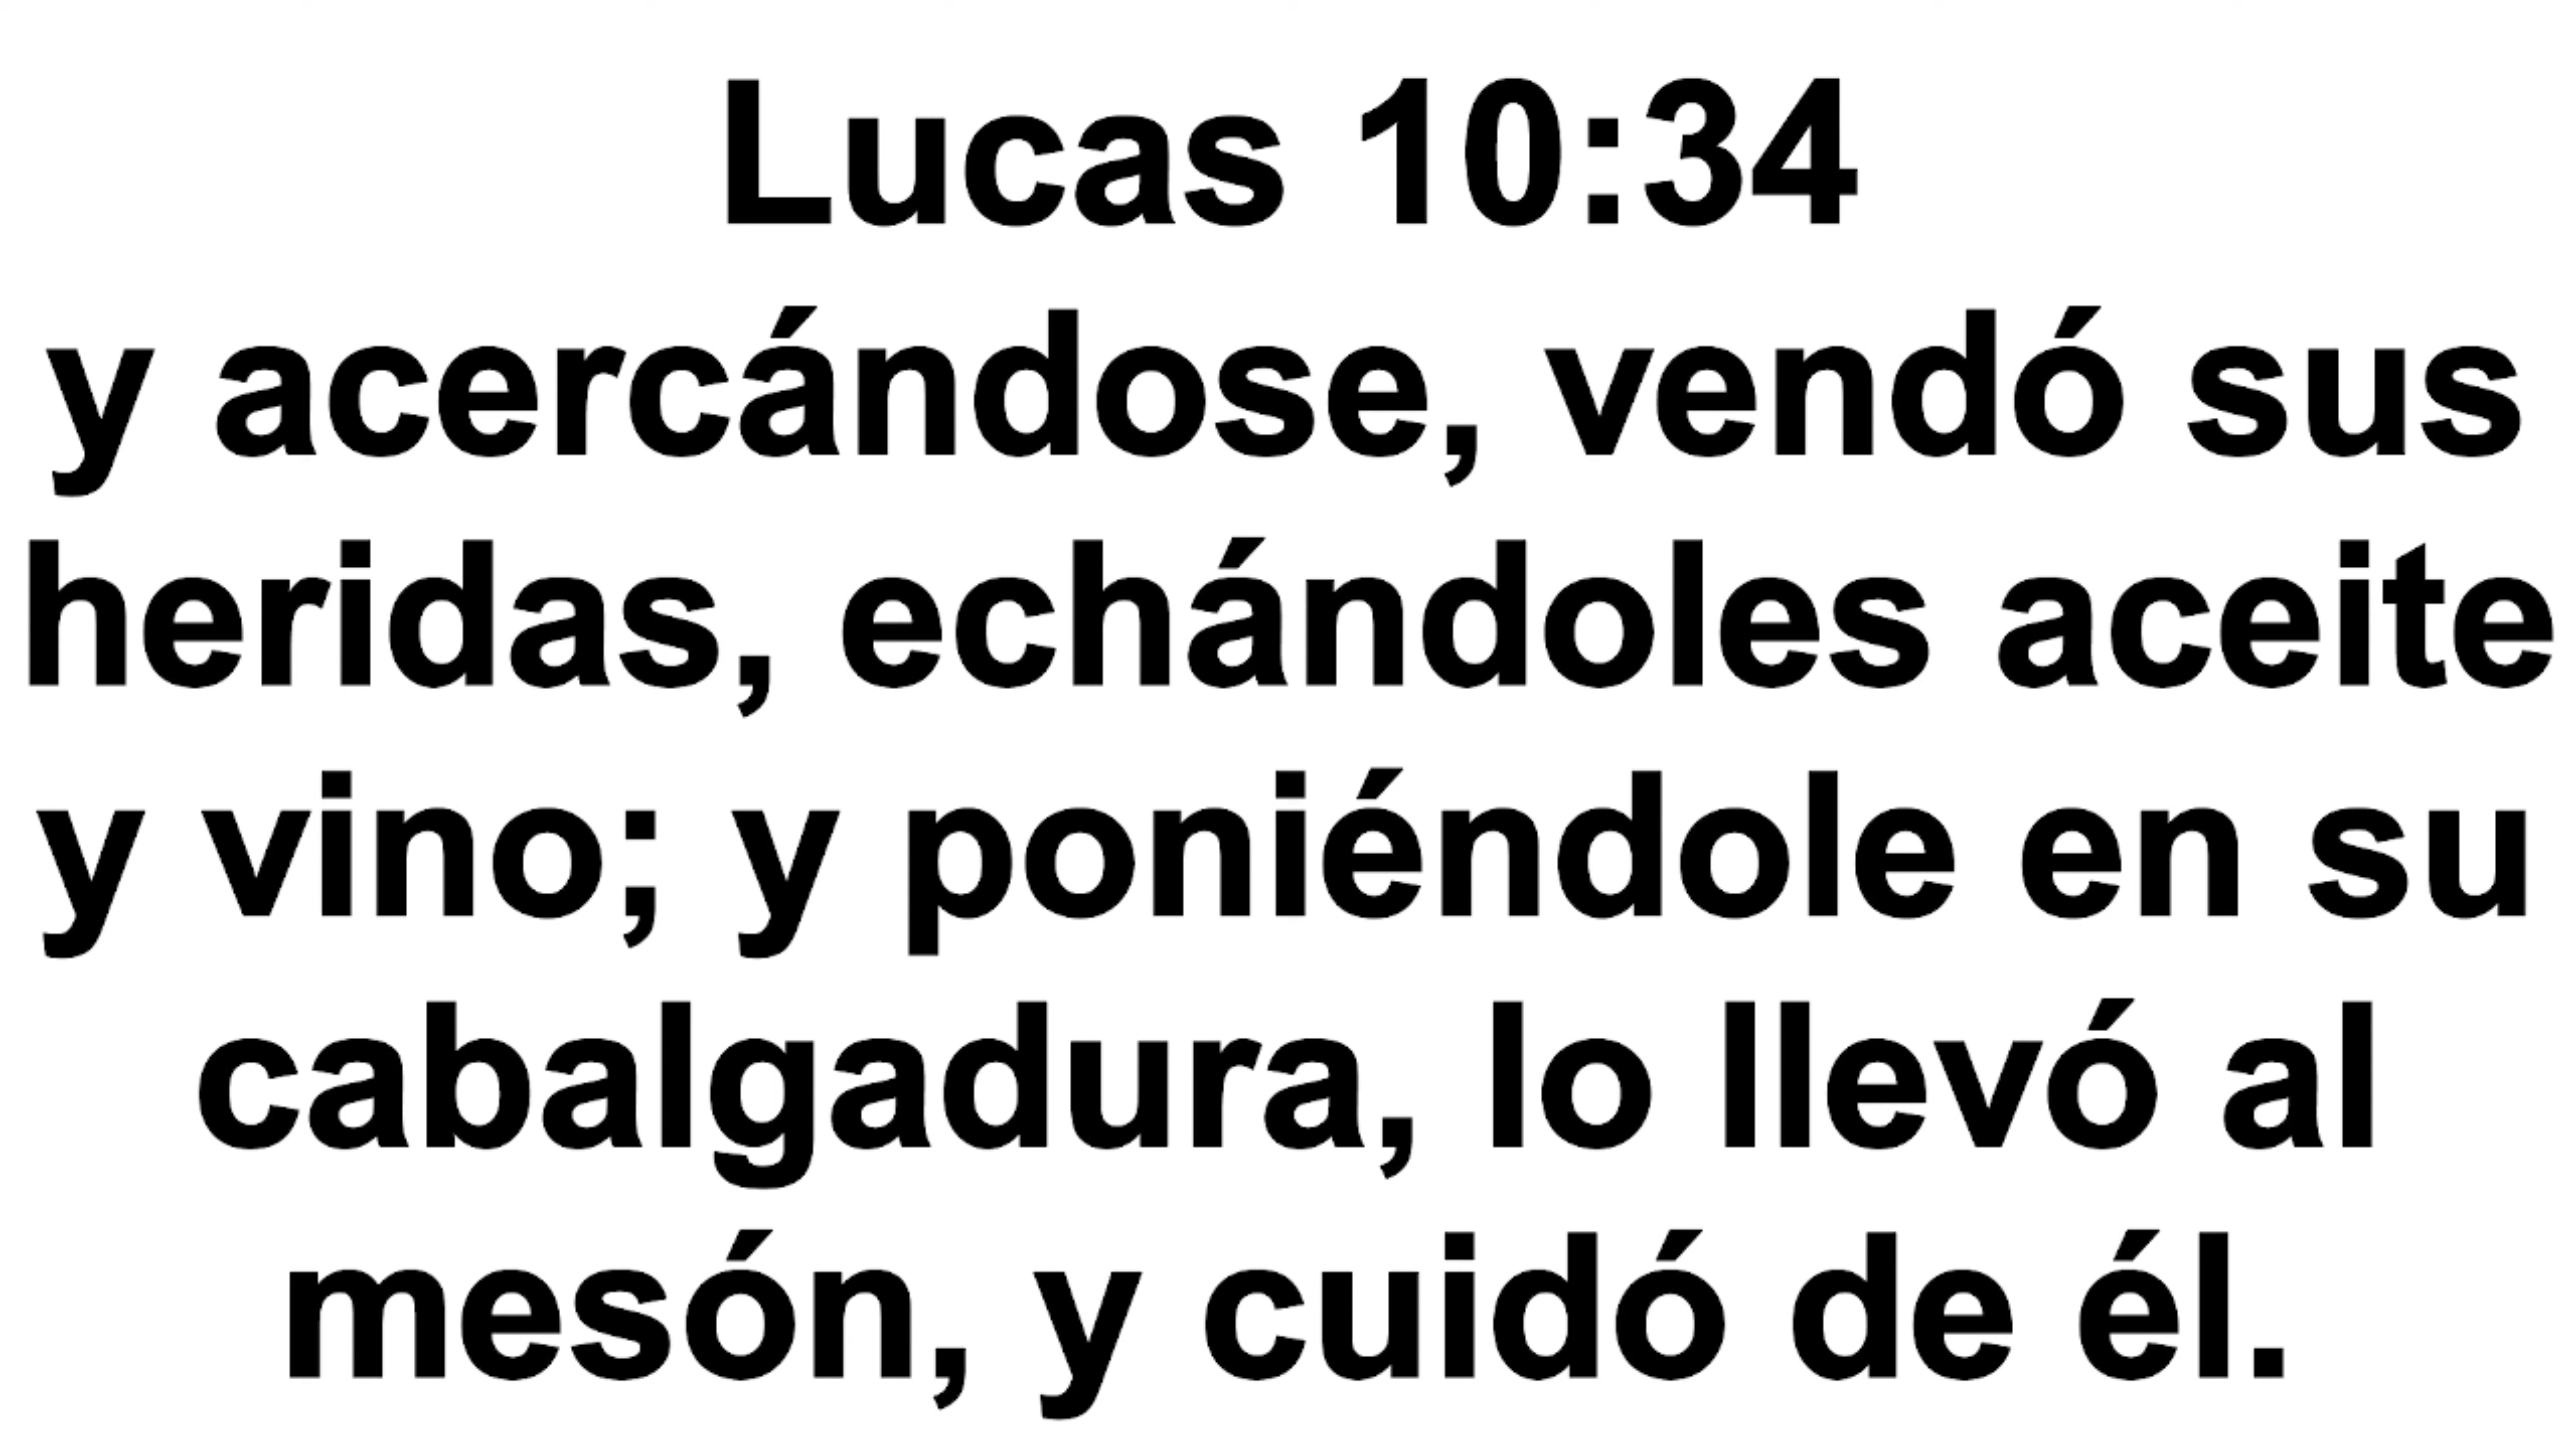 Lucas 10:34
y acercándose, vendó sus
heridas, echándoles aceite
y vino; y poniéndole en su
cabalgadura, lo llevó al
mesón, y cuidó de él.